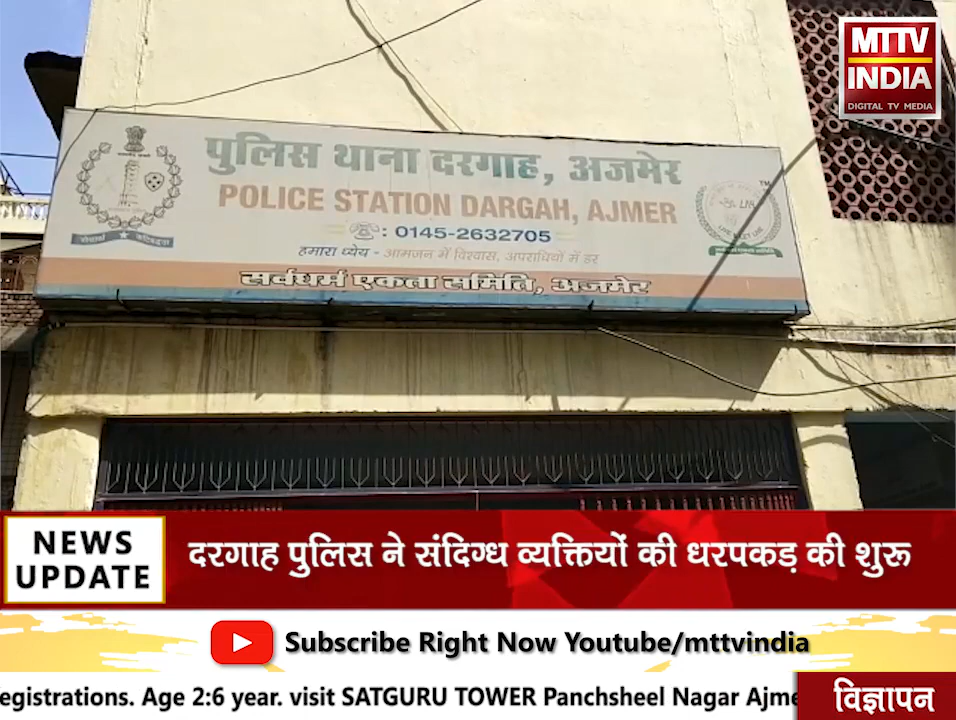 MTTV
INDIA
DIGITAL TV MEDIA
पुलिस थाना दरगाह, अजमेर
POLICE STATION DARGAH, AJMER
: 0145-2632705
हमारा ध्येय - आमजन में विश्वास, अपराधियों में डर
सर्वधर्म एकता समिति, अजमेर
TM
NEWS
UPDATE
दरगाह पुलिस ने संदिग्ध व्यक्तियों की धरपकड़ की शुरू
Subscribe Right Now Youtube/mttvindia
egistrations. Age 2:6 year. visit SATGURU TOWER Panchsheel Nagar Ajme
विज्ञापन